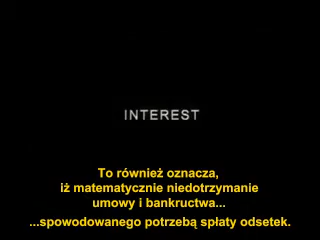 INTEREST
To również oznacza,
iż matematycznie niedotrzymanie
umowy i bankructwa...
...spowodowanego potrzebą spłaty odsetek.